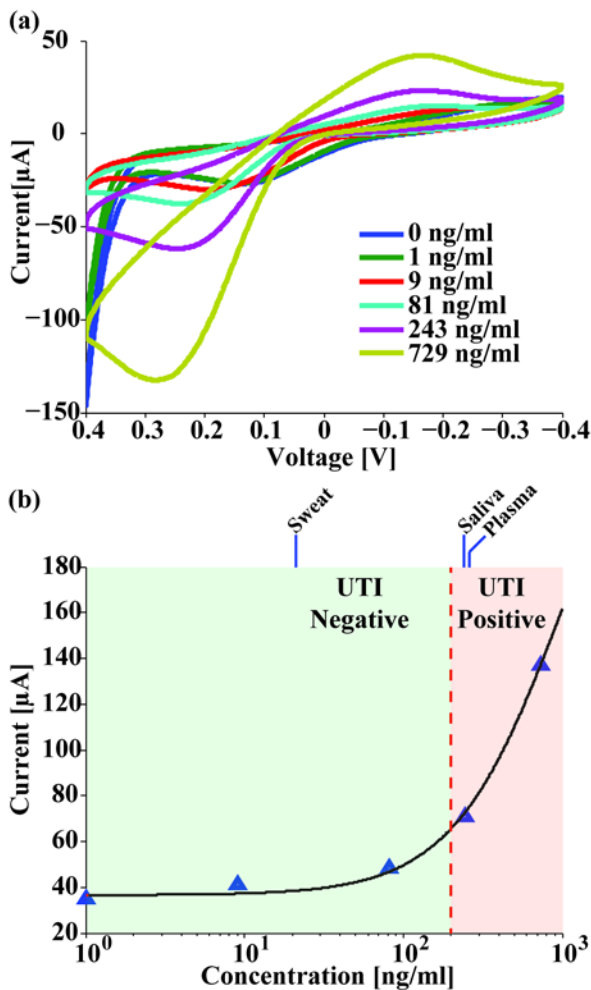 (a)
50
0
−50
−100
−150
Current[µA]
0 ng/ml
1 ng/ml
9 ng/ml
81 ng/ml
243 ng/ml
729 ng/ml
0.4 0.3 0.2 0.1 0 −0.1 −0.2 −0.3 −0.4
Voltage [V]
(b)
Sweat
Saliva
Plasma
180
160
140
120
100
80
60
40
20
Current [µA]
UTI
Negative
UTI
Positive
10⁰ 10¹ 10² 10³
Concentration [ng/ml]